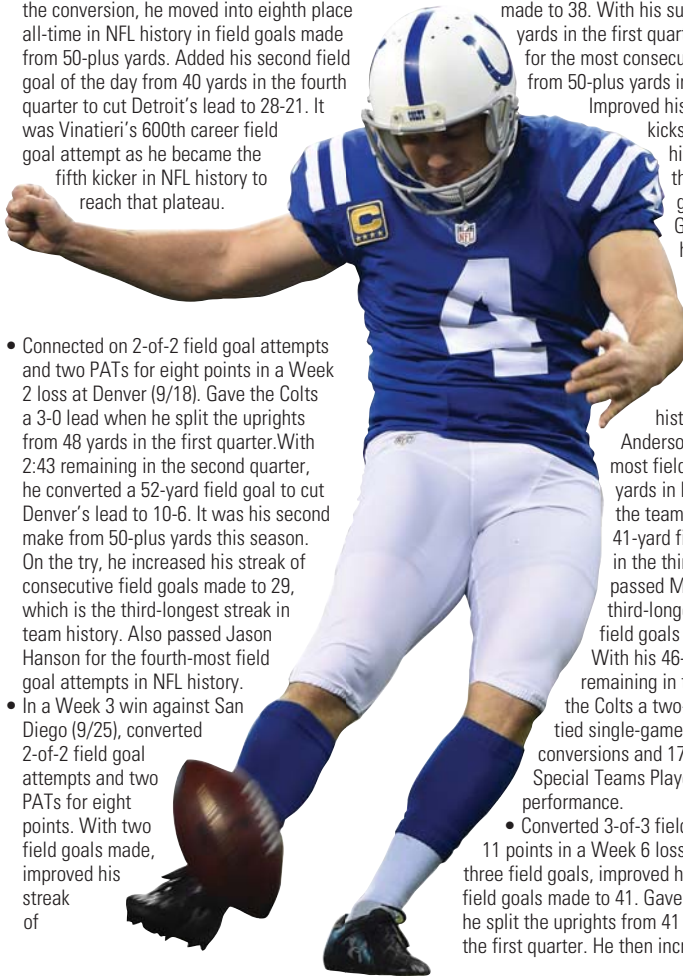 the conversion, he moved into eighth place
all-time in NFL history in field goals made
from 50-plus yards. Added his second field
goal of the day from 40 yards in the fourth
quarter to cut Detroit's lead to 28-21. It
was Vinatieri's 600th career field
goal attempt as he became the
fifth kicker in NFL history to
reach that plateau.
• Connected on 2-of-2 field goal attempts
and two PATs for eight points in a Week
2 loss at Denver (9/18). Gave the Colts
a 3-0 lead when he split the uprights
from 48 yards in the first quarter.With
2:43 remaining in the second quarter,
he converted a 52-yard field goal to cut
Denver's lead to 10-6. It was his second
make from 50-plus yards this season.
On the try, he increased his streak of
consecutive field goals made to 29,
which is the third-longest streak in
team history. Also passed Jason
Hanson for the fourth-most field
goal attempts in NFL history.
• In a Week 3 win against San
Diego (9/25), converted
2-of-2 field goal
attempts and two
PATs for eight
points. With two
field goals made,
improved his
streak
of
made to 38. With his
yards in the first
for the most
from 50-plus yards
Improved his
kicks
Anderson
most field
yards in
the team
41-yard
in the
passed
field goals
With his 46-
remaining in
the Colts a
tied single-game
conversions and 17
Special Teams
performance.
• Converted 3-of-3 field
11 points in a Week 6 loss
three field goals, improved
field goals made to 41. Gave
he split the uprights from 41
the first quarter. He then
COLTS
C
NFL
4
4